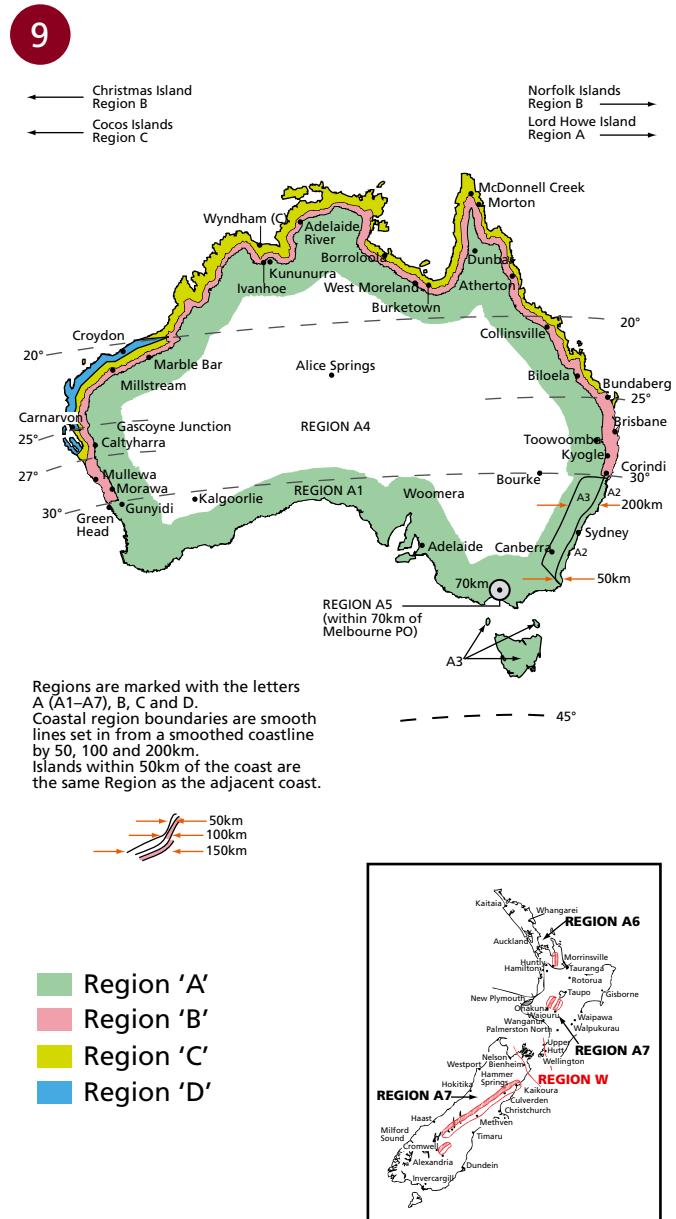 9
Christmas Island
Region B
Cocos Islands
Region C
Norfolk Islands
Region B
Lord Howe Island
Region A
McDonnell Creek
Morton
Wyndham (C)
Adelaide
River
Borroloola
Dunbar
Kununurra
Ivanhoe
West Moreland
Atherton
Burketown
20°
Collinsville
Croydon
20°
Marble Bar
Alice Springs
Millstream
Biloela
Bundaberg
25°
Carnarvon
Gascoyne Junction
REGION A4
Brisbane
25°
Caltyharra
Toowoomba
Kyogle
27°
Mullewa
Bourke
Corindi
30°
Morawa
Kalgoorlie
REGION A1
Woomera
A3
A2
200km
30°
Gunyidi
Green
Head
Sydney
Adelaide
Canberra
A2
70km
50km
REGION A5
(within 70km of
Melbourne PO)
A3
45°
Regions are marked with the letters
A (A1–A7), B, C and D.
Coastal region boundaries are smooth
lines set in from a smoothed coastline
by 50, 100 and 200km.
Islands within 50km of the coast are
the same Region as the adjacent coast.
50km
100km
150km
Region 'A'
Region 'B'
Region 'C'
Region 'D'
Kaitaia
Whangarei
REGION A6
Auckland
Morrinsville
Huntly
Hamilton
Tauranga
Rotorua
Taupo
Gisborne
New Plymouth
Ohakuna
Waiouru
Wanganui
Waipawa
Palmerston North
Walpukurau
Upper
Hutt
REGION A7
Nelson
Wellington
Westport
Bienheim
REGION W
Hammer
Springs
Hokitika
Kaikoura
REGION A7
Culverden
Christchurch
Haast
Methven
Milford
Sound
Timaru
Cromwell
Alexandria
Dundein
Invercargill